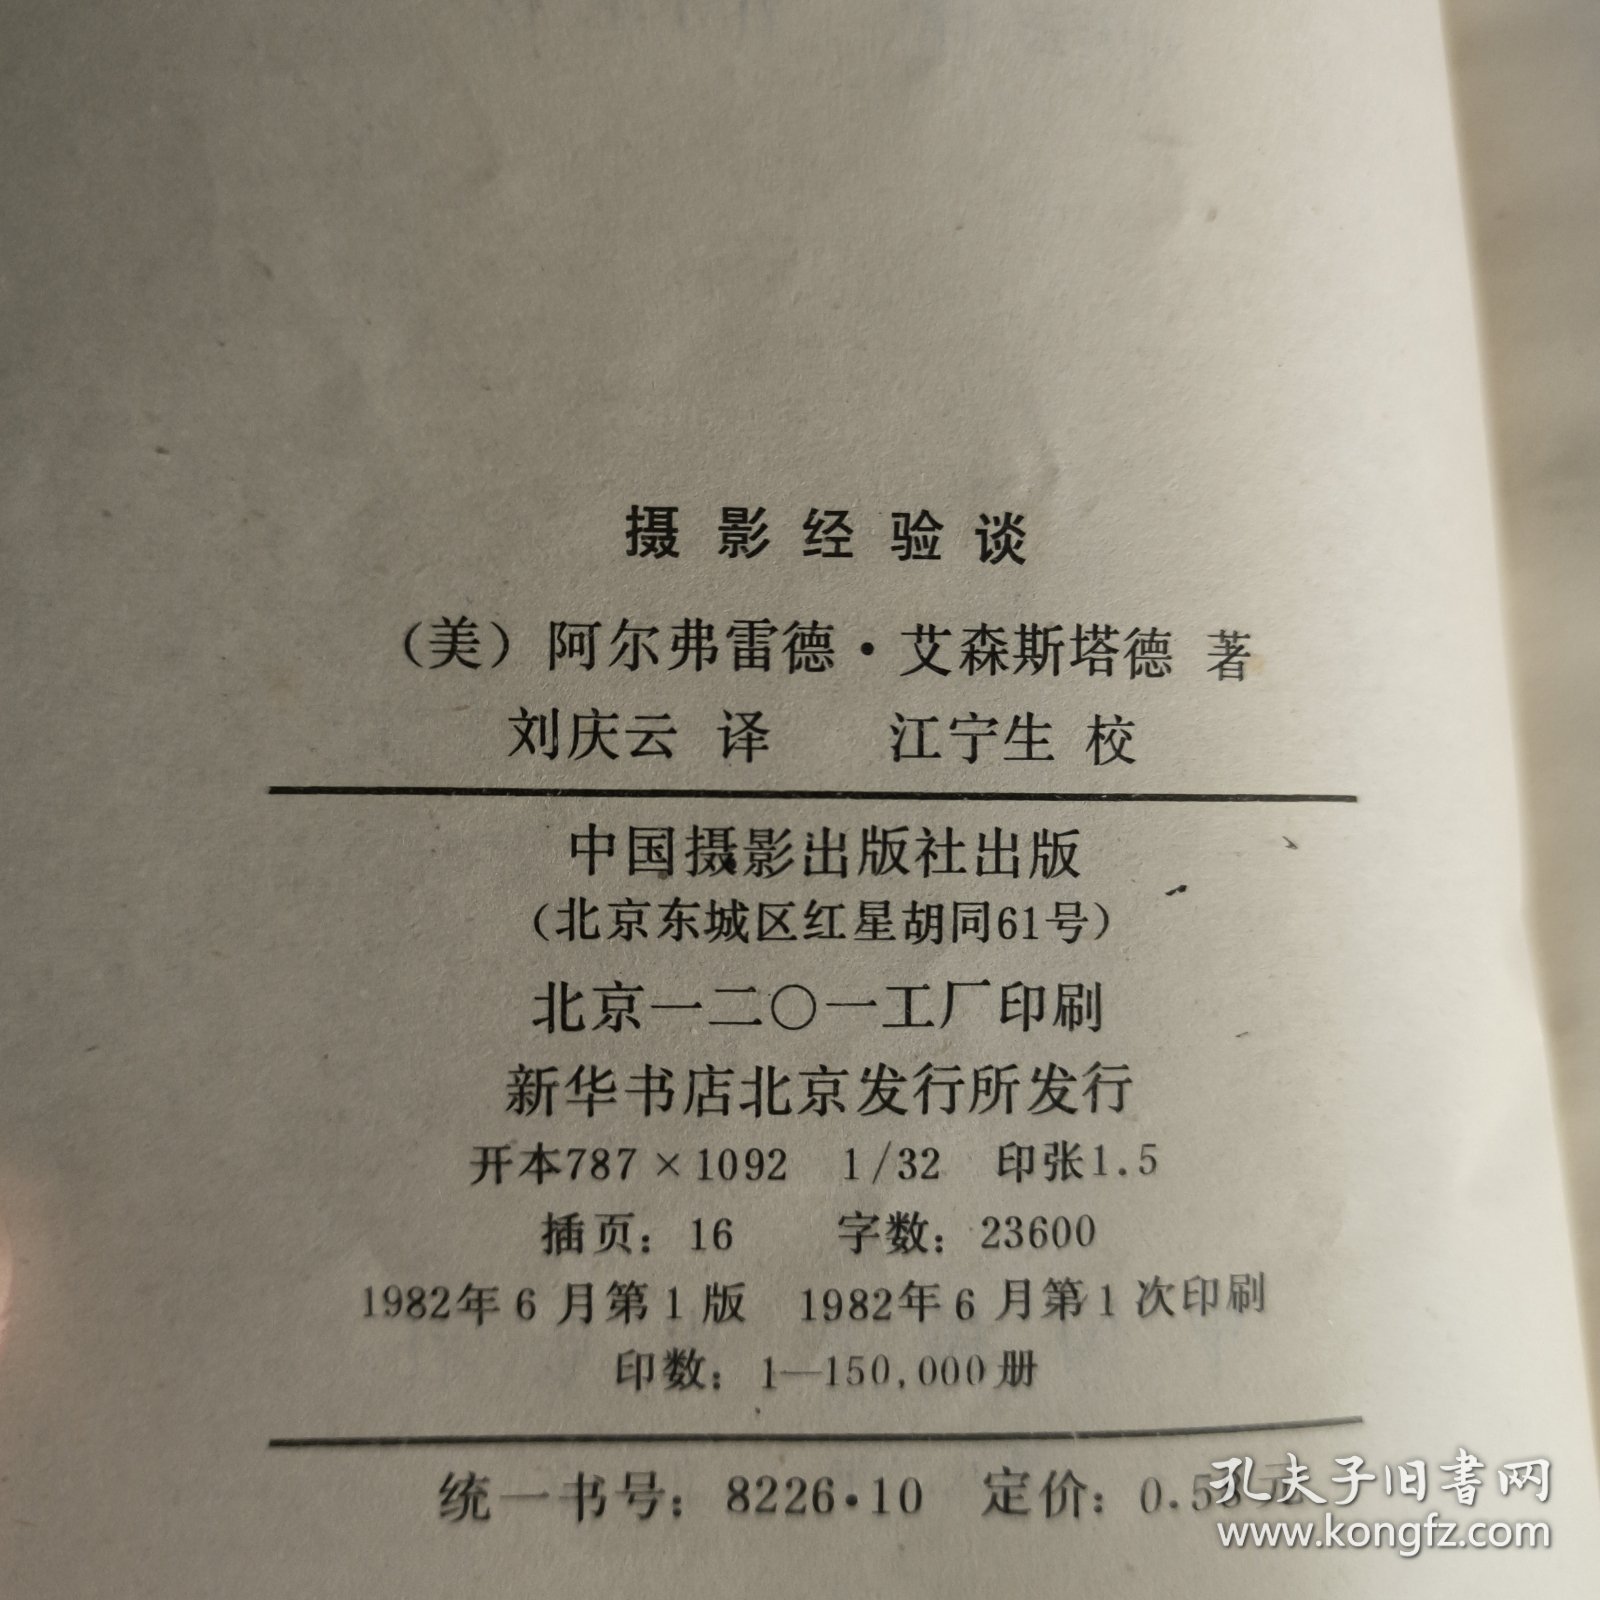 摄影经验谈
（美）阿尔弗雷德·艾森斯塔德 著
刘庆云 译 江宁生 校
中国摄影出版社出版
（北京东城区红星胡同61号）
北京一二〇一工厂印刷
新华书店北京发行所发行
开本787×1092 1/32 印张1.5
插页：16 字数：23600
1982年6月第1版 1982年6月第1次印刷
印数：1—150,000册
统一书号：8226·10 定价：
孔夫子旧书网
www.kongfz.com